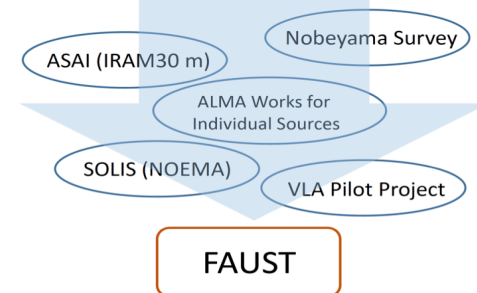 Nobeyama Survey
ASAI (IRAM30 m)
ALMA Works for
Individual Sources
SOLIS (NOEMA)
VLA Pilot Project
FAUST